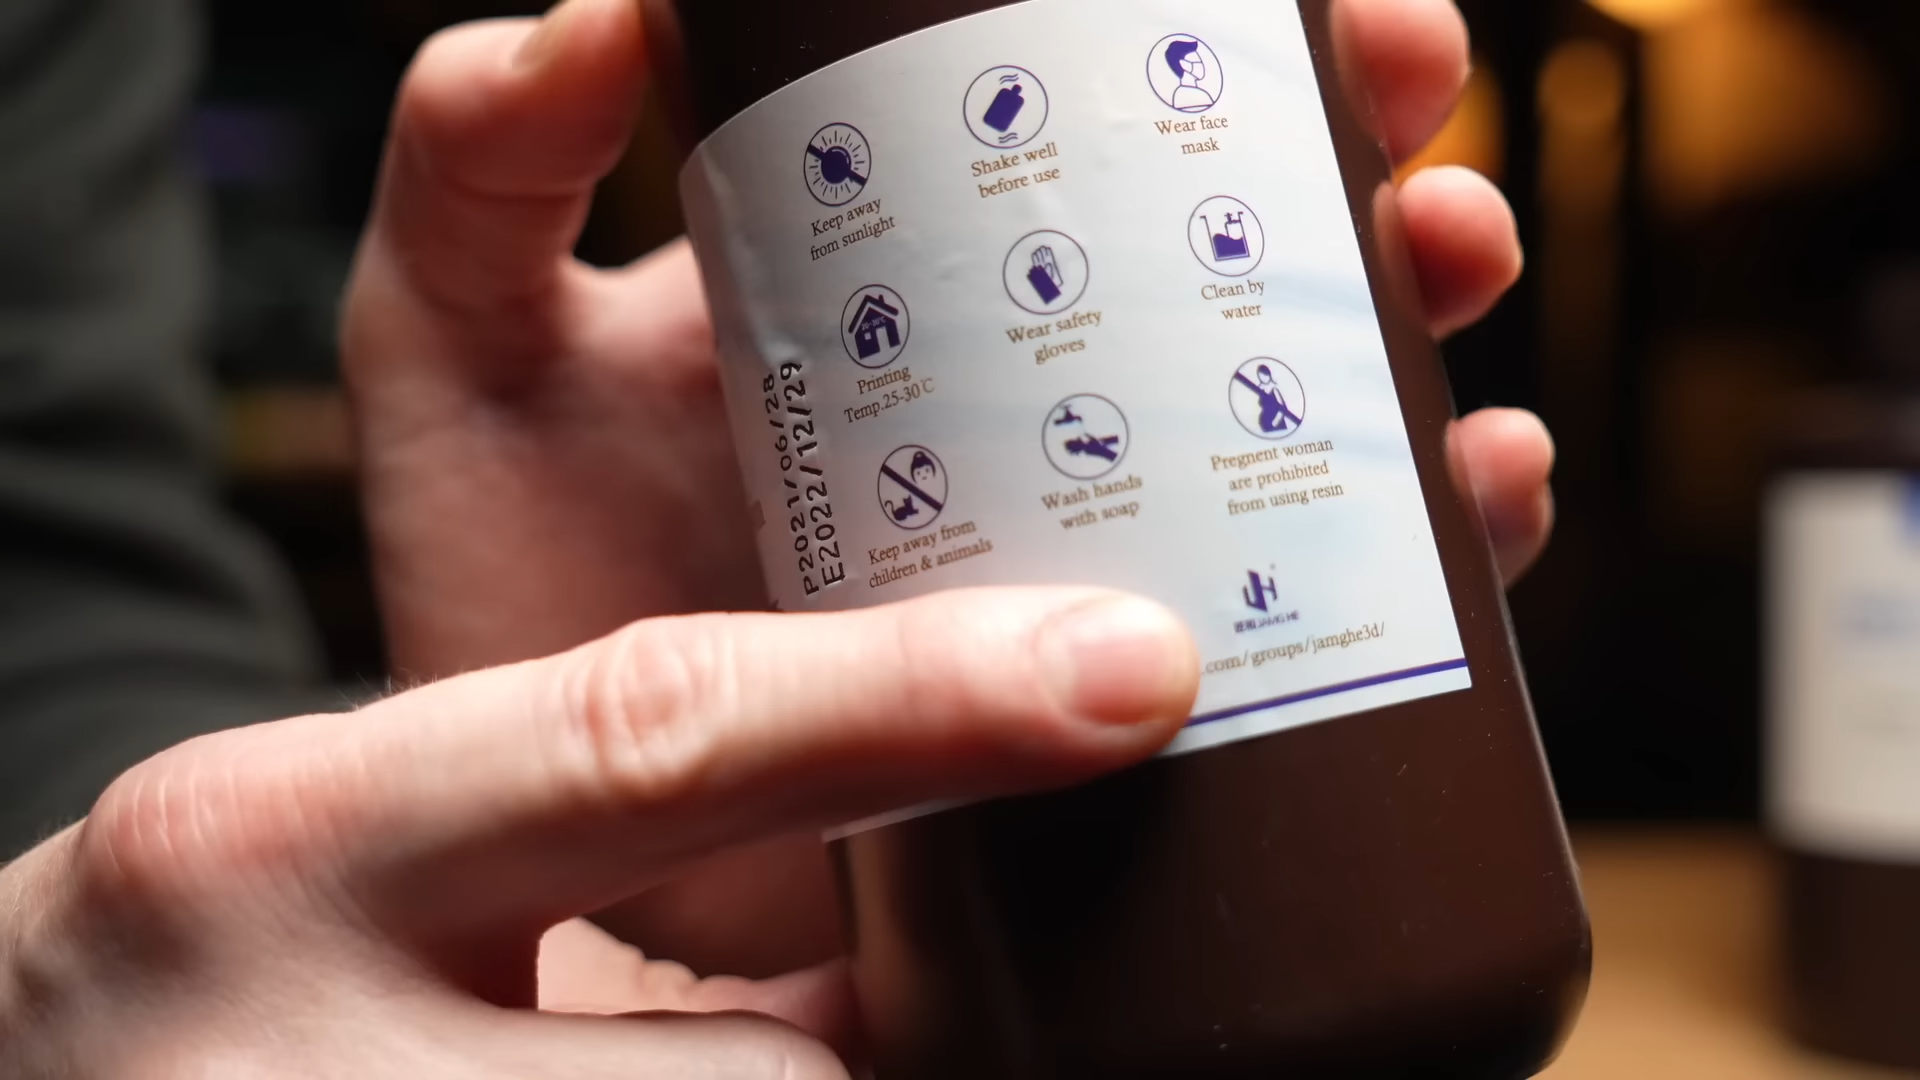 Keep away
from sunlight
Shake well
before use
Wear face
mask
Printing
Temp.25-30℃
Wear safety
gloves
Clean by
water
Keep away from
children & animals
Wash hands
with soap
Pregnent woman
are prohibited
from using resin
P2021/06/28
E2022/12/29
JAMG HE
.com/groups/jamghe3d/